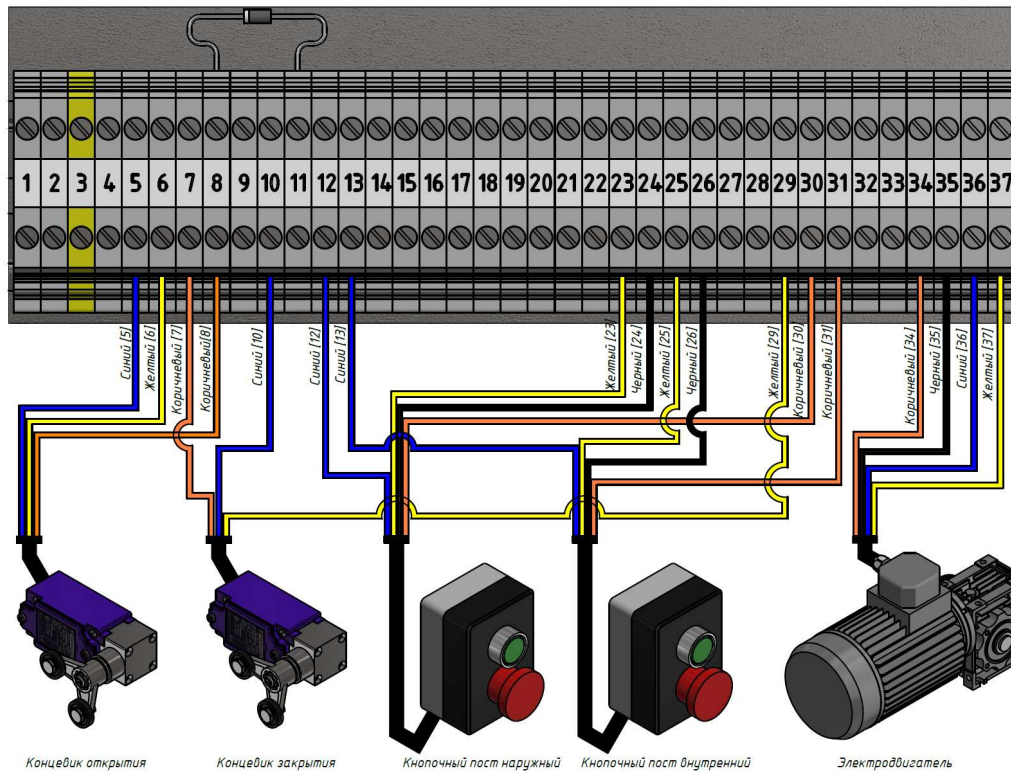 1 2 3 4 5 6 7 8 9 10 11 12 13 14 15 16 17 18 19 20 21 22 23 24 25 26 27 28 29 30 31 32 33 34 35 36 37
Синий [5]
Желтый [6]
Коричневый [7]
Коричневый[8]
Синий [10]
Синий [12]
Синий [13]
Желтый [23]
Черный [24]
Желтый [25]
Черный [26]
Желтый [29]
Коричневый [30]
Коричневый [31]
Коричневый [34]
Черный [35]
Синий [36]
Желтый [37]
Концевик открытия
Концевик закрытия
Кнопочный пост наружный
Кнопочный пост внутренний
Электродвигатель